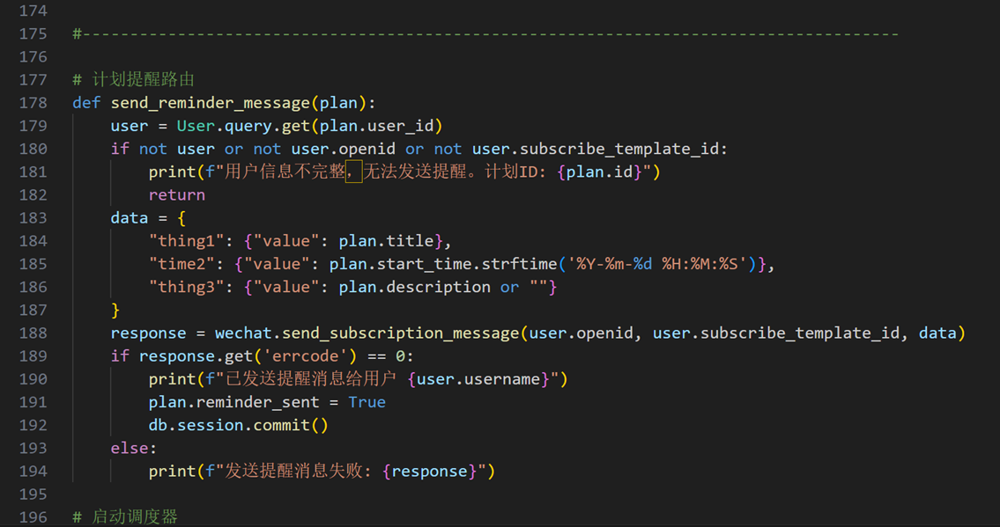 174
175 #--------------------------------------------------------------------------------------
176
177 # 计划提醒路由
178 def send_reminder_message(plan):
179     user = User.query.get(plan.user_id)
180     if not user or not user.openid or not user.subscribe_template_id:
181         print(f"用户信息不完整，无法发送提醒。计划ID: {plan.id}")
182         return
183     data = {
184         "thing1": {"value": plan.title},
185         "time2": {"value": plan.start_time.strftime('%Y-%m-%d %H:%M:%S')},
186         "thing3": {"value": plan.description or ""}
187     }
188     response = wechat.send_subscription_message(user.openid, user.subscribe_template_id, data)
189     if response.get('errcode') == 0:
190         print(f"已发送提醒消息给用户 {user.username}")
191         plan.reminder_sent = True
192         db.session.commit()
193     else:
194         print(f"发送提醒消息失败: {response}")
195
196 # 启动调度器